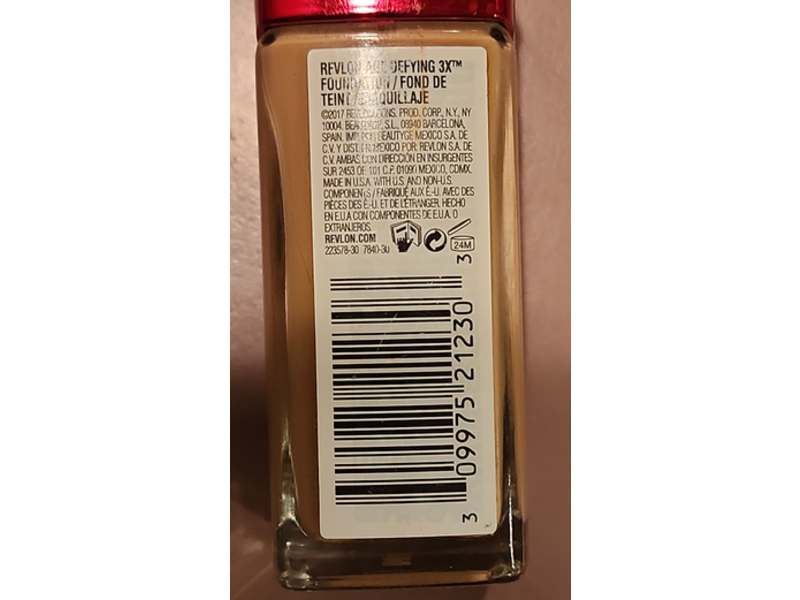 REVLON AGE DEFYING 3X™
FOUNDATION / FOND DE
TEINT / MAQUILLAJE
©2017 REVLON CONS. PROD. CORP., N.Y., NY
10004. BEAUTYGE, S.L., 08940 BARCELONA,
SPAIN. IMP. POR BEAUTYGE MEXICO S.A. DE
C.V. Y DIST. EN MEXICO POR: REVLON S.A. DE
C.V. AMBAS CON DIRECCIÓN EN INSURGENTES
SUR 2453 OF. 101 C.P. 01090 MEXICO, CDMX.
MADE IN U.S.A. WITH U.S. AND NON-U.S.
COMPONENTS / FABRIQUÉ AUX É.-U. AVEC DES
PIÈCES DES É.-U. ET DE L'ÉTRANGER. HECHO
EN E.U.A CON COMPONENTES DE E.U.A. O
EXTRANJEROS.
REVLON.COM
223578-30 7840-30
24M
3 09975 21230 3